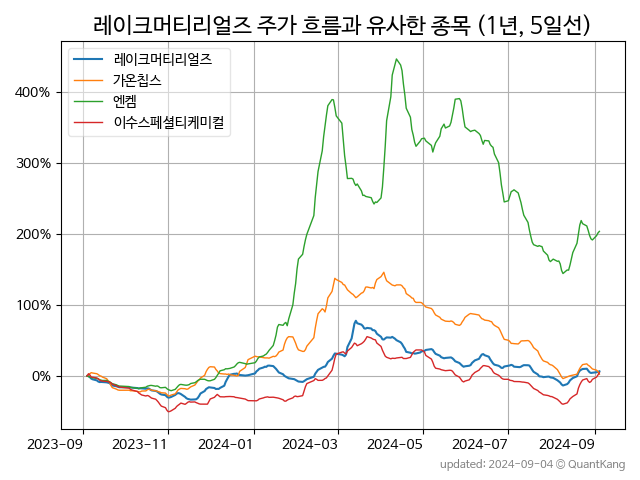 레이크머티리얼즈 주가 흐름과 유사한 종목 (1년, 5일선)
레이크머티리얼즈
가온칩스
엔켐
이수스페셜티케미컬
400%
300%
200%
100%
0%
2023-09 2023-11 2024-01 2024-03 2024-05 2024-07 2024-09
updated: 2024-09-04 © QuantKang